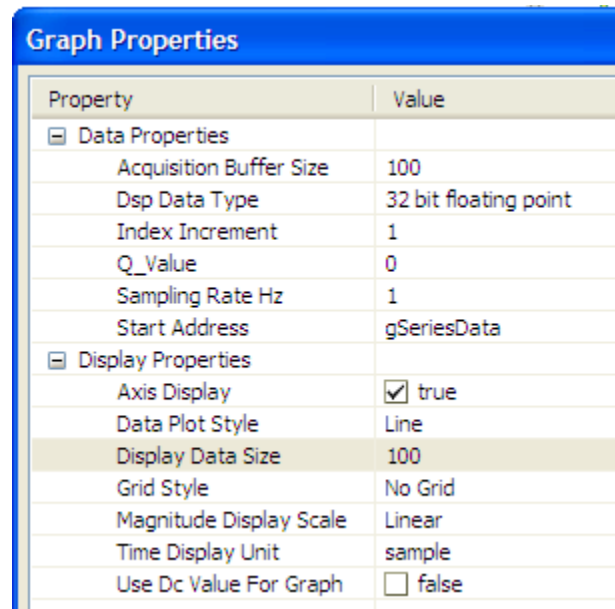 Graph Properties
Property Value
Data Properties
Acquisition Buffer Size 100
Dsp Data Type 32 bit floating point
Index Increment 1
Q_Value 0
Sampling Rate Hz 1
Start Address gSeriesData
Display Properties
Axis Display true
Data Plot Style Line
Display Data Size 100
Grid Style No Grid
Magnitude Display Scale Linear
Time Display Unit sample
Use Dc Value For Graph false